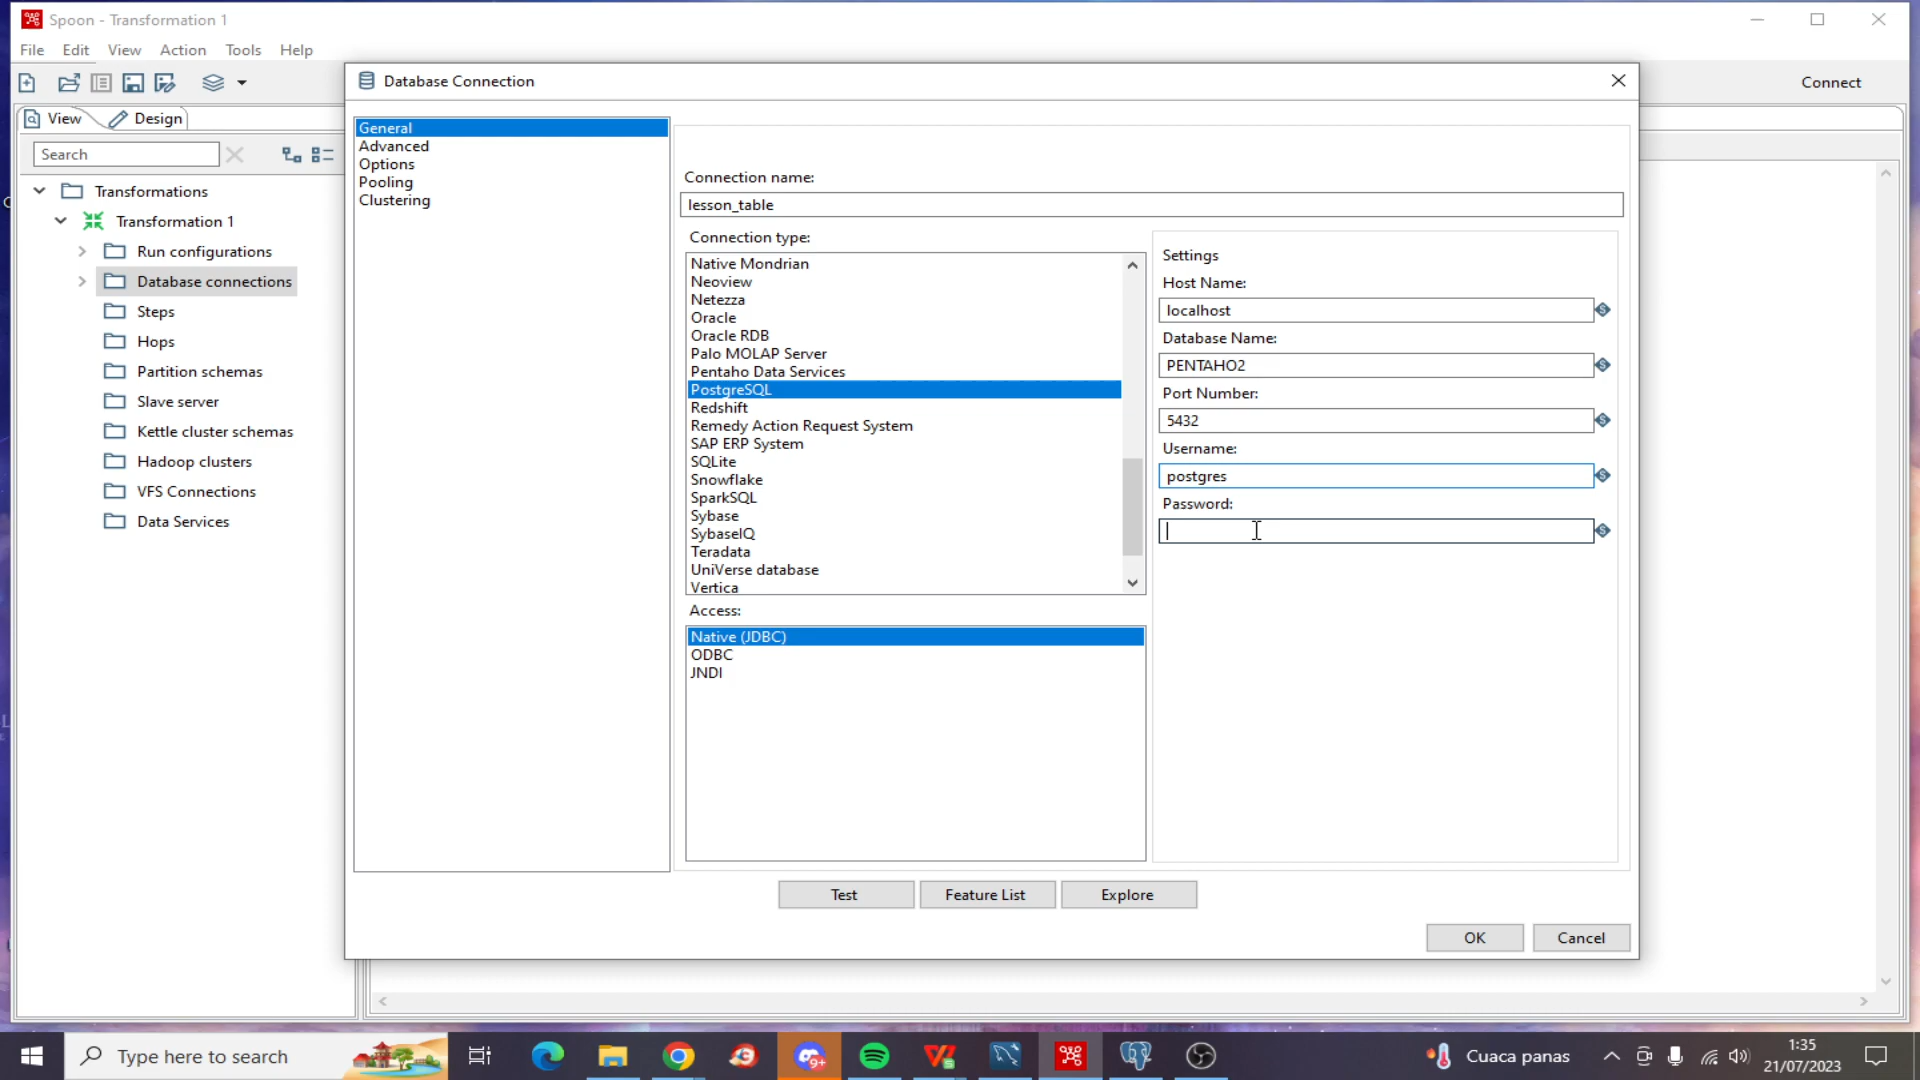 Spoon - Transformation 1
File Edit View Action Tools Help
Connect
View Design
Search
Transformations
Transformation 1
Run configurations
Database connections
Steps
Hops
Partition schemas
Slave server
Kettle cluster schemas
Hadoop clusters
VFS Connections
Data Services
Database Connection
General
Advanced
Options
Pooling
Clustering
Connection name:
lesson_table
Connection type:
Native Mondrian
Neoview
Netezza
Oracle
Oracle RDB
Palo MOLAP Server
Pentaho Data Services
PostgreSQL
Redshift
Remedy Action Request System
SAP ERP System
SQLite
Snowflake
SparkSQL
Sybase
SybaseIQ
Teradata
UniVerse database
Vertica
Access:
Native (JDBC)
ODBC
JNDI
Settings
Host Name:
localhost
Database Name:
PENTAHO2
Port Number:
5432
Username:
postgres
Password:
Test Feature List Explore
OK Cancel
Type here to search
9+
Cuaca panas
1:35
21/07/2023